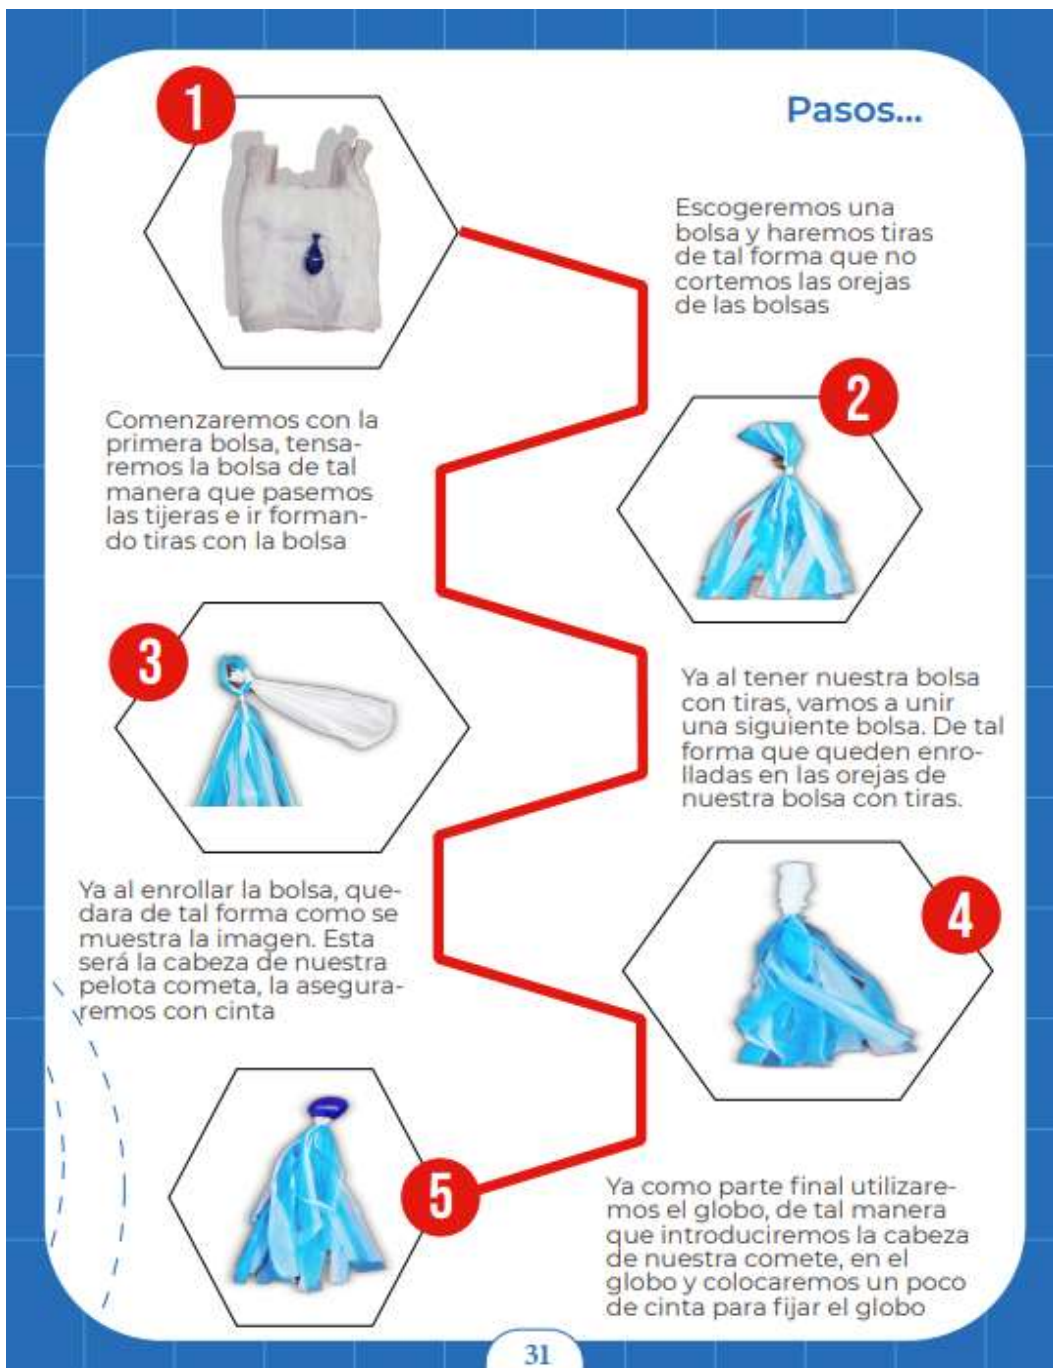 Pasos...
1
Escogeremos una
bolsa y haremos tiras
de tal forma que no
cortemos las orejas
de las bolsas
2
Comenzaremos con la
primera bolsa, tensa-
remos la bolsa de tal
manera que pasemos
las tijeras e ir forman-
do tiras con la bolsa
3
Ya al tener nuestra bolsa
con tiras, vamos a unir
una siguiente bolsa. De tal
forma que queden enro-
lladas en las orejas de
nuestra bolsa con tiras.
4
Ya al enrollar la bolsa, que-
dara de tal forma como se
muestra la imagen. Esta
será la cabeza de nuestra
pelota cometa, la asegura-
remos con cinta
5
Ya como parte final utilizare-
mos el globo, de tal manera
que introduciremos la cabeza
de nuestra comete, en el
globo y colocaremos un poco
de cinta para fijar el globo
31